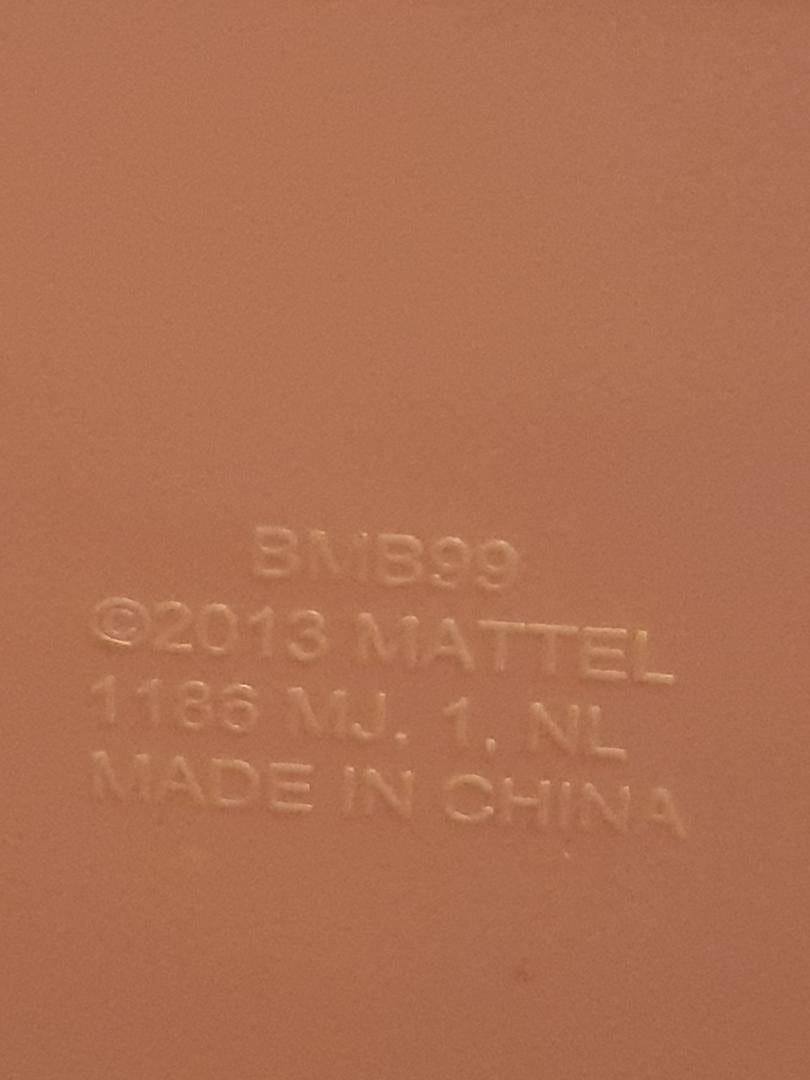 BMB99
©2013 MATTEL
1186 MJ, 1, NL
MADE IN CHINA